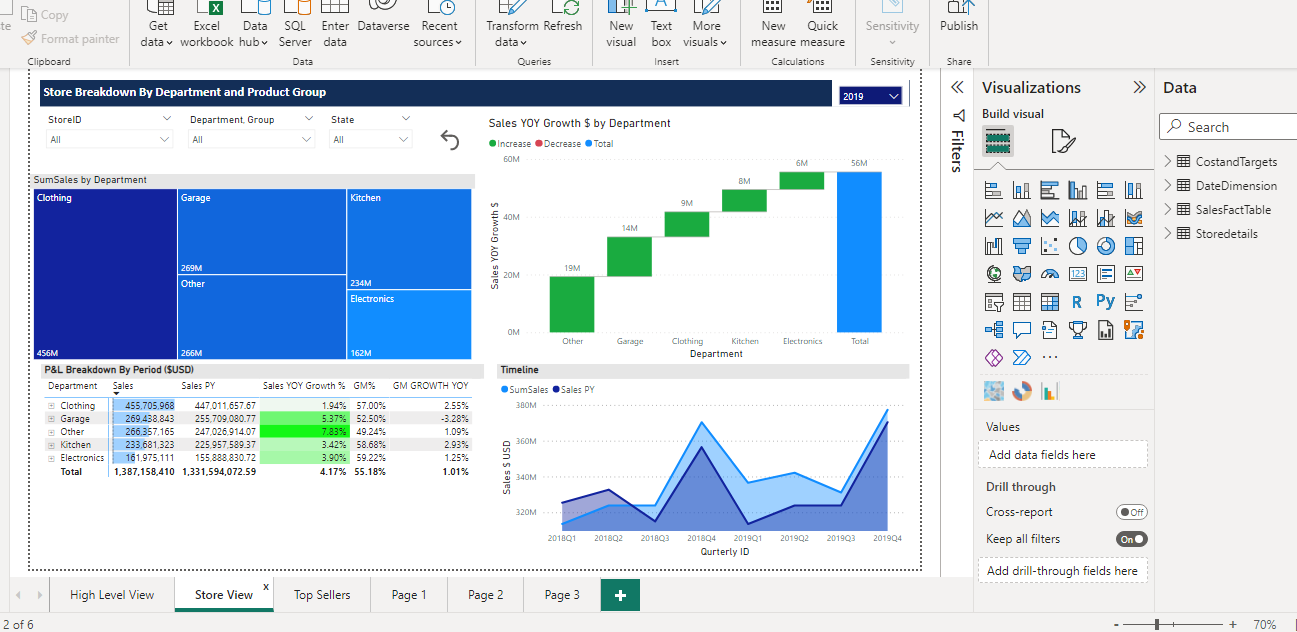 Copy
Format painter
Clipboard
Get data
Excel workbook
Data hub
SQL Server
Enter data
Dataverse
Recent sources
Data
Transform data
Refresh
Queries
New visual
Text box
More visuals
Insert
New measure
Quick measure
Calculations
Sensitivity
Sensitivity
Publish
Share
Store Breakdown By Department and Product Group
2019
StoreID
All
Department, Group
All
State
All
SumSales by Department
Clothing
456M
Garage
269M
Other
266M
Kitchen
234M
Electronics
162M
Sales YOY Growth $ by Department
Increase Decrease Total
Sales YOY Growth $
60M
40M
20M
0M
19M
14M
9M
8M
6M
56M
Other Garage Clothing Kitchen Electronics Total
Department
P&L Breakdown By Period ($USD)
Department Sales Sales PY Sales YOY Growth % GM% GM GROWTH YOY
Clothing 455,705,968 447,011,657.67 1.94% 57.00% 2.55%
Garage 269,438,843 255,709,080.77 5.37% 52.50% -3.28%
Other 266,357,165 247,026,914.07 7.83% 49.24% 1.09%
Kitchen 233,681,323 225,957,589.37 3.42% 58.68% 2.93%
Electronics 161,975,111 155,888,830.72 3.90% 59.22% 1.25%
Total 1,387,158,410 1,331,594,072.59 4.17% 55.18% 1.01%
Timeline
SumSales Sales PY
Sales $ USD
380M
360M
340M
320M
2018Q1 2018Q2 2018Q3 2018Q4 2019Q1 2019Q2 2019Q3 2019Q4
Qurterly ID
Filters
Visualizations
Build visual
123
R
Py
Values
Add data fields here
Drill through
Cross-report
Off
Keep all filters
On
Add drill-through fields here
Data
Search
CostandTargets
DateDimension
SalesFactTable
Storedetails
High Level View
Store View x
Top Sellers
Page 1
Page 2
Page 3
+
2 of 6
- + 70%